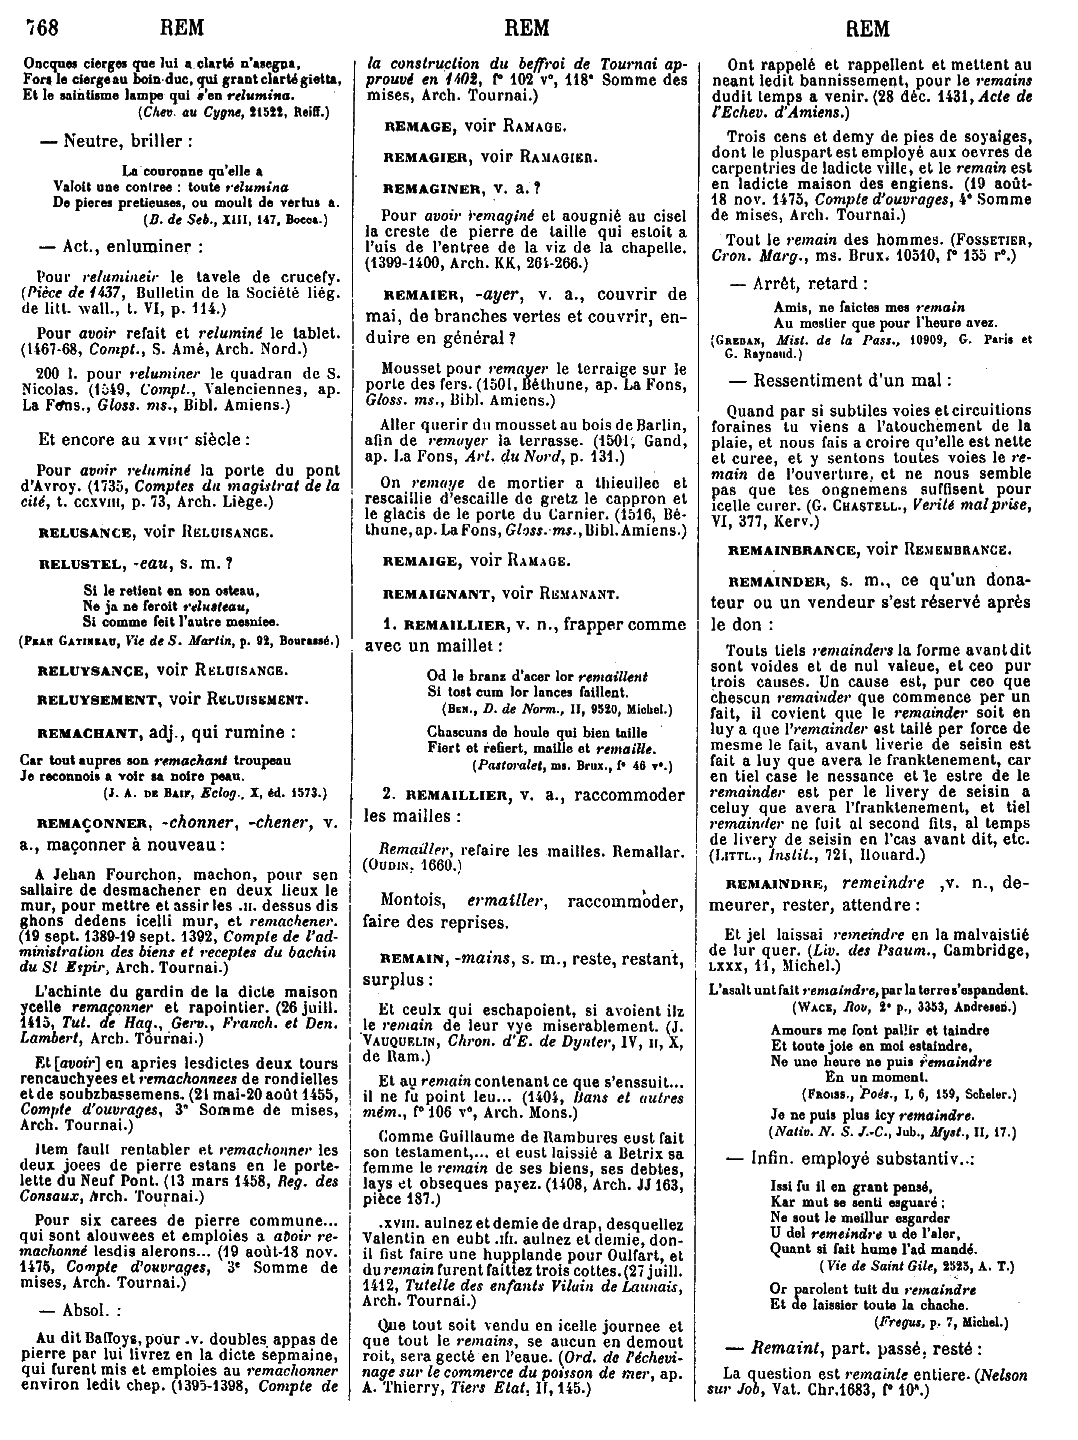 768 REM REM REM
Oncques cierges que lui a clarté n'asegna,
Fors le cierge au boin duc, qui grant clarté gietta,
Et le saintisme lampe qui s'en relumina.
(Chev. au Cygne, 21522, Reiff.)
— Neutre, briller :
La couronne qu'elle a
Valoit une contree : toute relumina
De pieres pretieuses, ou moult de vertus a.
(B. de Seb., XIII, 147, Bocca.)
— Act., enluminer :
Pour relumineir le tavele de crucefy.
(Pièce de 1437, Bulletin de la Société liég.
de litt. wall., t. VI, p. 114.)
Pour avoir refait et reluminé le tablet.
(1467-68, Compt., S. Amé, Arch. Nord.)
200 l. pour reluminer le quadran de S.
Nicolas. (1549, Compt., Valenciennes, ap.
La Fons., Gloss. ms., Bibl. Amiens.)
Et encore au XVIIIe siècle :
Pour avoir reluminé la porte du pont
d'Avroy. (1735, Comptes du magistrat de la
cité, t. CCXVIII, p. 73, Arch. Liège.)
RELUSANCE, voir RELUISANCE.
RELUSTEL, -eau, s. m. ?
Si le retient en son osteau,
Ne ja ne feroit relusteau,
Si comme feit l'autre mesniee.
(PEAN GATINEAU, Vie de S. Martin, p. 92, Bourassé.)
RELUYSANCE, voir RELUISANCE.
RELUYSEMENT, voir RELUISEMENT.
REMACHANT, adj., qui rumine :
Car tout aupres son remachant troupeau
Je reconnois a voir sa noire peau.
(J. A. DE BAIF, Eclog., X, éd. 1573.)
REMAÇONNER, -chonner, -chener, v.
a., maçonner à nouveau :
A Jehan Fourchon, machon, pour sen
sallaire de desmachener en deux lieux le
mur, pour mettre et assir les .II. dessus dis
ghons dedens icelli mur, et remachener.
(19 sept. 1389-19 sept. 1392, Compte de l'ad-
ministration des biens et receptes du bachin
du St Espir, Arch. Tournai.)
L'achinte du gardin de la dicte maison
ycelle remaçonner et rapointier. (26 juill.
1415, Tut. de Haq., Gerv., Franch. et Den.
Lambert, Arch. Tournai.)
Et [avoir] en apries lesdictes deux tours
rencauchyees et remachonnees de rondielles
et de soubzbassemens. (21 mai-20 août 1455,
Compte d'ouvrages, 3e Somme de mises,
Arch. Tournai.)
Item fault rentabler et remachonner les
deux joees de pierre estans en le porte-
lette du Neuf Pont. (13 mars 1458, Reg. des
Consaux, Arch. Tournai.)
Pour six carees de pierre commune...
qui sont alouwees et emploies a avoir re-
machonné lesdis alerons... (19 août-18 nov.
1475, Compte d'ouvrages, 3e Somme de
mises, Arch. Tournai.)
— Absol. :
Au dit Baffoys, pour .v. doubles appas de
pierre par lui livrez en la dicte sepmaine,
qui furent mis et emploies au remachonner
environ ledit chep. (1395-1398, Compte de
la construction du beffroi de Tournai ap-
prouvé en 1402, f° 102 v°, 118e Somme des
mises, Arch. Tournai.)
REMAGE, voir RAMAGE.
REMAGIER, voir RAMAGIER.
REMAGINER, v. a. ?
Pour avoir remaginé et aougnié au cisel
la creste de pierre de taille qui estoit a
l'uis de l'entree de la viz de la chapelle.
(1399-1400, Arch. KK, 261-266.)
REMAIER, -ayer, v. a., couvrir de
mai, de branches vertes et couvrir, en-
duire en général ?
Mousset pour remayer le terraige sur le
porte des fers. (1501, Béthune, ap. La Fons,
Gloss. ms., Bibl. Amiens.)
Aller querir du mousset au bois de Barlin,
afin de remayer la terrasse. (1501, Gand,
ap. La Fons, Art. du Nord, p. 131.)
On remaye de mortier a thieullec et
rescaillie d'escaille de gretz le cappron et
le glacis de le porte du Carnier. (1516, Bé-
thune, ap. La Fons, Gloss. ms., Bibl. Amiens.)
REMAIGE, voir RAMAGE.
REMAIGNANT, voir REMANANT.
1. REMAILLIER, v. n., frapper comme
avec un maillet :
Od le branz d'acer lor remaillent
Si tost cum lor lances faillent.
(BEN., D. de Norm., II, 9520, Michel.)
Chascuns de houle qui bien taille
Fiert et refiert, maille et remaille.
(Pastoralet, ms. Brux., f° 46 v°.)
2. REMAILLIER, v. a., raccommoder
les mailles :
Remailler, refaire les mailles. Remallar.
(OUDIN, 1660.)
Montois, ermailler, raccommoder,
faire des reprises.
REMAIN, -mains, s. m., reste, restant,
surplus :
Et ceulx qui eschapoient, si avoient ilz
le remain de leur vye miserablement. (J.
VAUQUELIN, Chron. d'E. de Dynter, IV, II, X,
de Ram.)
Et au remain contenant ce que s'enssuit...
il ne fu point leu... (1404, Bans et autres
mém., f° 106 v°, Arch. Mons.)
Comme Guillaume de Rambures eust fait
son testament,... et eust laissié a Betrix sa
femme le remain de ses biens, ses debtes,
lays et obseques payez. (1408, Arch. JJ 163,
pièce 187.)
.XVIII. aulnez et demie de drap, desquellez
Valentin en eubt .III. aulnez et demie, don-
il fist faire une hupplande pour Oulfart, et
du remain furent faittez trois cottes. (27 juill.
1412, Tutelle des enfants Vilain de Launais,
Arch. Tournai.)
Que tout soit vendu en icelle journee et
que tout le remains, se aucun en demout
roit, sera gecté en l'eaue. (Ord. de l'échevi-
nage sur le commerce du poisson de mer, ap.
A. Thierry, Tiers Etat, II, 145.)
Ont rappelé et rappellent et mettent au
neant ledit bannissement, pour le remains
dudit temps a venir. (28 déc. 1431, Acte de
l'Echev. d'Amiens.)
Trois cens et demy de pies de soyaiges,
dont le pluspart est employé aux oevres de
carpentries de ladicte ville, et le remain est
en ladicte maison des engiens. (19 août-
18 nov. 1475, Compte d'ouvrages, 4e Somme
de mises, Arch. Tournai.)
Tout le remain des hommes. (FOSSETIER,
Cron. Marg., ms. Brux. 10510, f° 155 r°.)
— Arrêt, retard :
Amis, ne faictes mes remain
Au mostier que pour l'heure avez.
(GREBAN, Mist. de la Pass., 10909, G. Paris et
G. Raynaud.)
— Ressentiment d'un mal :
Quand par si subtiles voies et circuitions
foraines tu viens a l'atouchement de la
plaie, et nous fais a croire qu'elle est nette
et curee, et y sentons toutes voies le re-
main de l'ouverture, et ne nous semble
pas que tes ongnemens suffisent pour
icelle curer. (G. CHASTELL., Verité mal prise,
VI, 377, Kerv.)
REMAINBRANCE, voir REMEMBRANCE.
REMAINDER, s. m., ce qu'un dona-
teur ou un vendeur s'est réservé après
le don :
Touts tiels remainders la forme avantdit
sont voides et de nul valeue, et ceo pur
trois causes. Un cause est, pur ceo que
chescun remainder que commence per un
fait, il covient que le remainder soit en
luy a que l'remainder est tailé per force de
mesme le fait, avant liverie de seisin est
fait a luy que avera le franktenement, car
en tiel case le nessance et le estre de le
remainder est per le livery de seisin a
celuy que avera l'franktenement, et tiel
remainder ne fuit al second fits, al temps
de livery de seisin en l'cas avant dit, etc.
(LITTL., Instit., 721, Houard.)
REMAINDRE, remeindre ,v. n., de-
meurer, rester, attendre :
Et jel laissai remeindre en la malvaistié
de lur quer. (Liv. des Psaum., Cambridge,
LXXX, 11, Michel.)
L'asalt unt fait remaindre, par la terre s'espandent.
(WACE, Rou, 2e p., 3353, Andresen.)
Amours me font pallir et taindre
Et toute joie en moi estaindre,
Ne une heure ne puis remaindre
En un moment.
(FROISS., Poés., I, 6, 159, Scheler.)
Je ne puis plus icy remaindre.
(Nativ. N. S. J.-C., Jub., Myst., II, 17.)
— Infin. employé substantiv..:
Issi fu il en grant pensé,
Kar mut se senti esguaré ;
Ne sout le meillur esgarder
U del remeindre u de l'aler,
Quant si fait hume l'ad mandé.
(Vie de Saint Gile, 2525, A. T.)
Or parolent tuit du remaindre
Et de laissier toute la chache.
(Fregus, p. 7, Michel.)
— Remaint, part. passé, resté :
La question est remainte entiere. (Nelson
sur Job, Vat. Chr. 1683, f° 10a.)